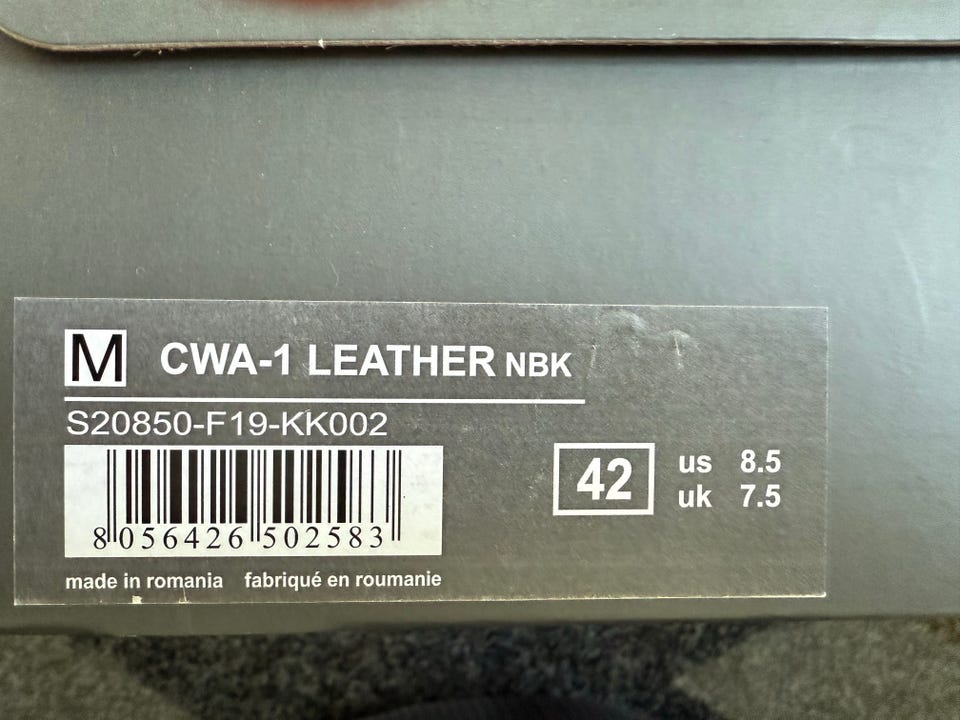 M CWA-1 LEATHER NBK
S20850-F19-KK002
8 056426 502583
42 us 8.5
uk 7.5
made in romania fabriqué en roumanie